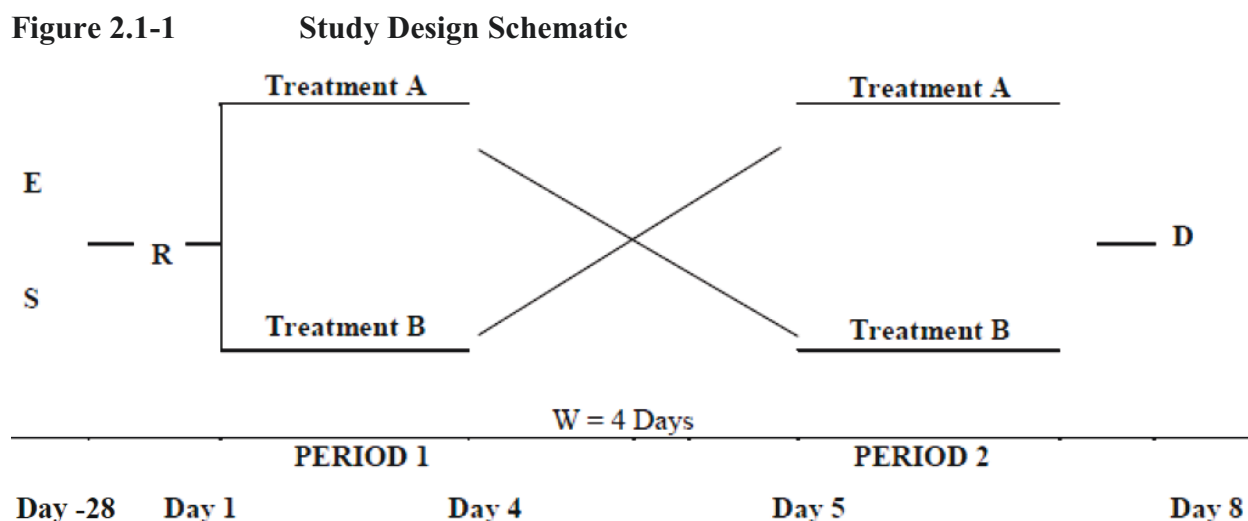 Figure 2.1-1 Study Design Schematic
Treatment A Treatment A
E
R D
S
Treatment B Treatment B
W = 4 Days
PERIOD 1 PERIOD 2
Day -28 Day 1 Day 4 Day 5 Day 8